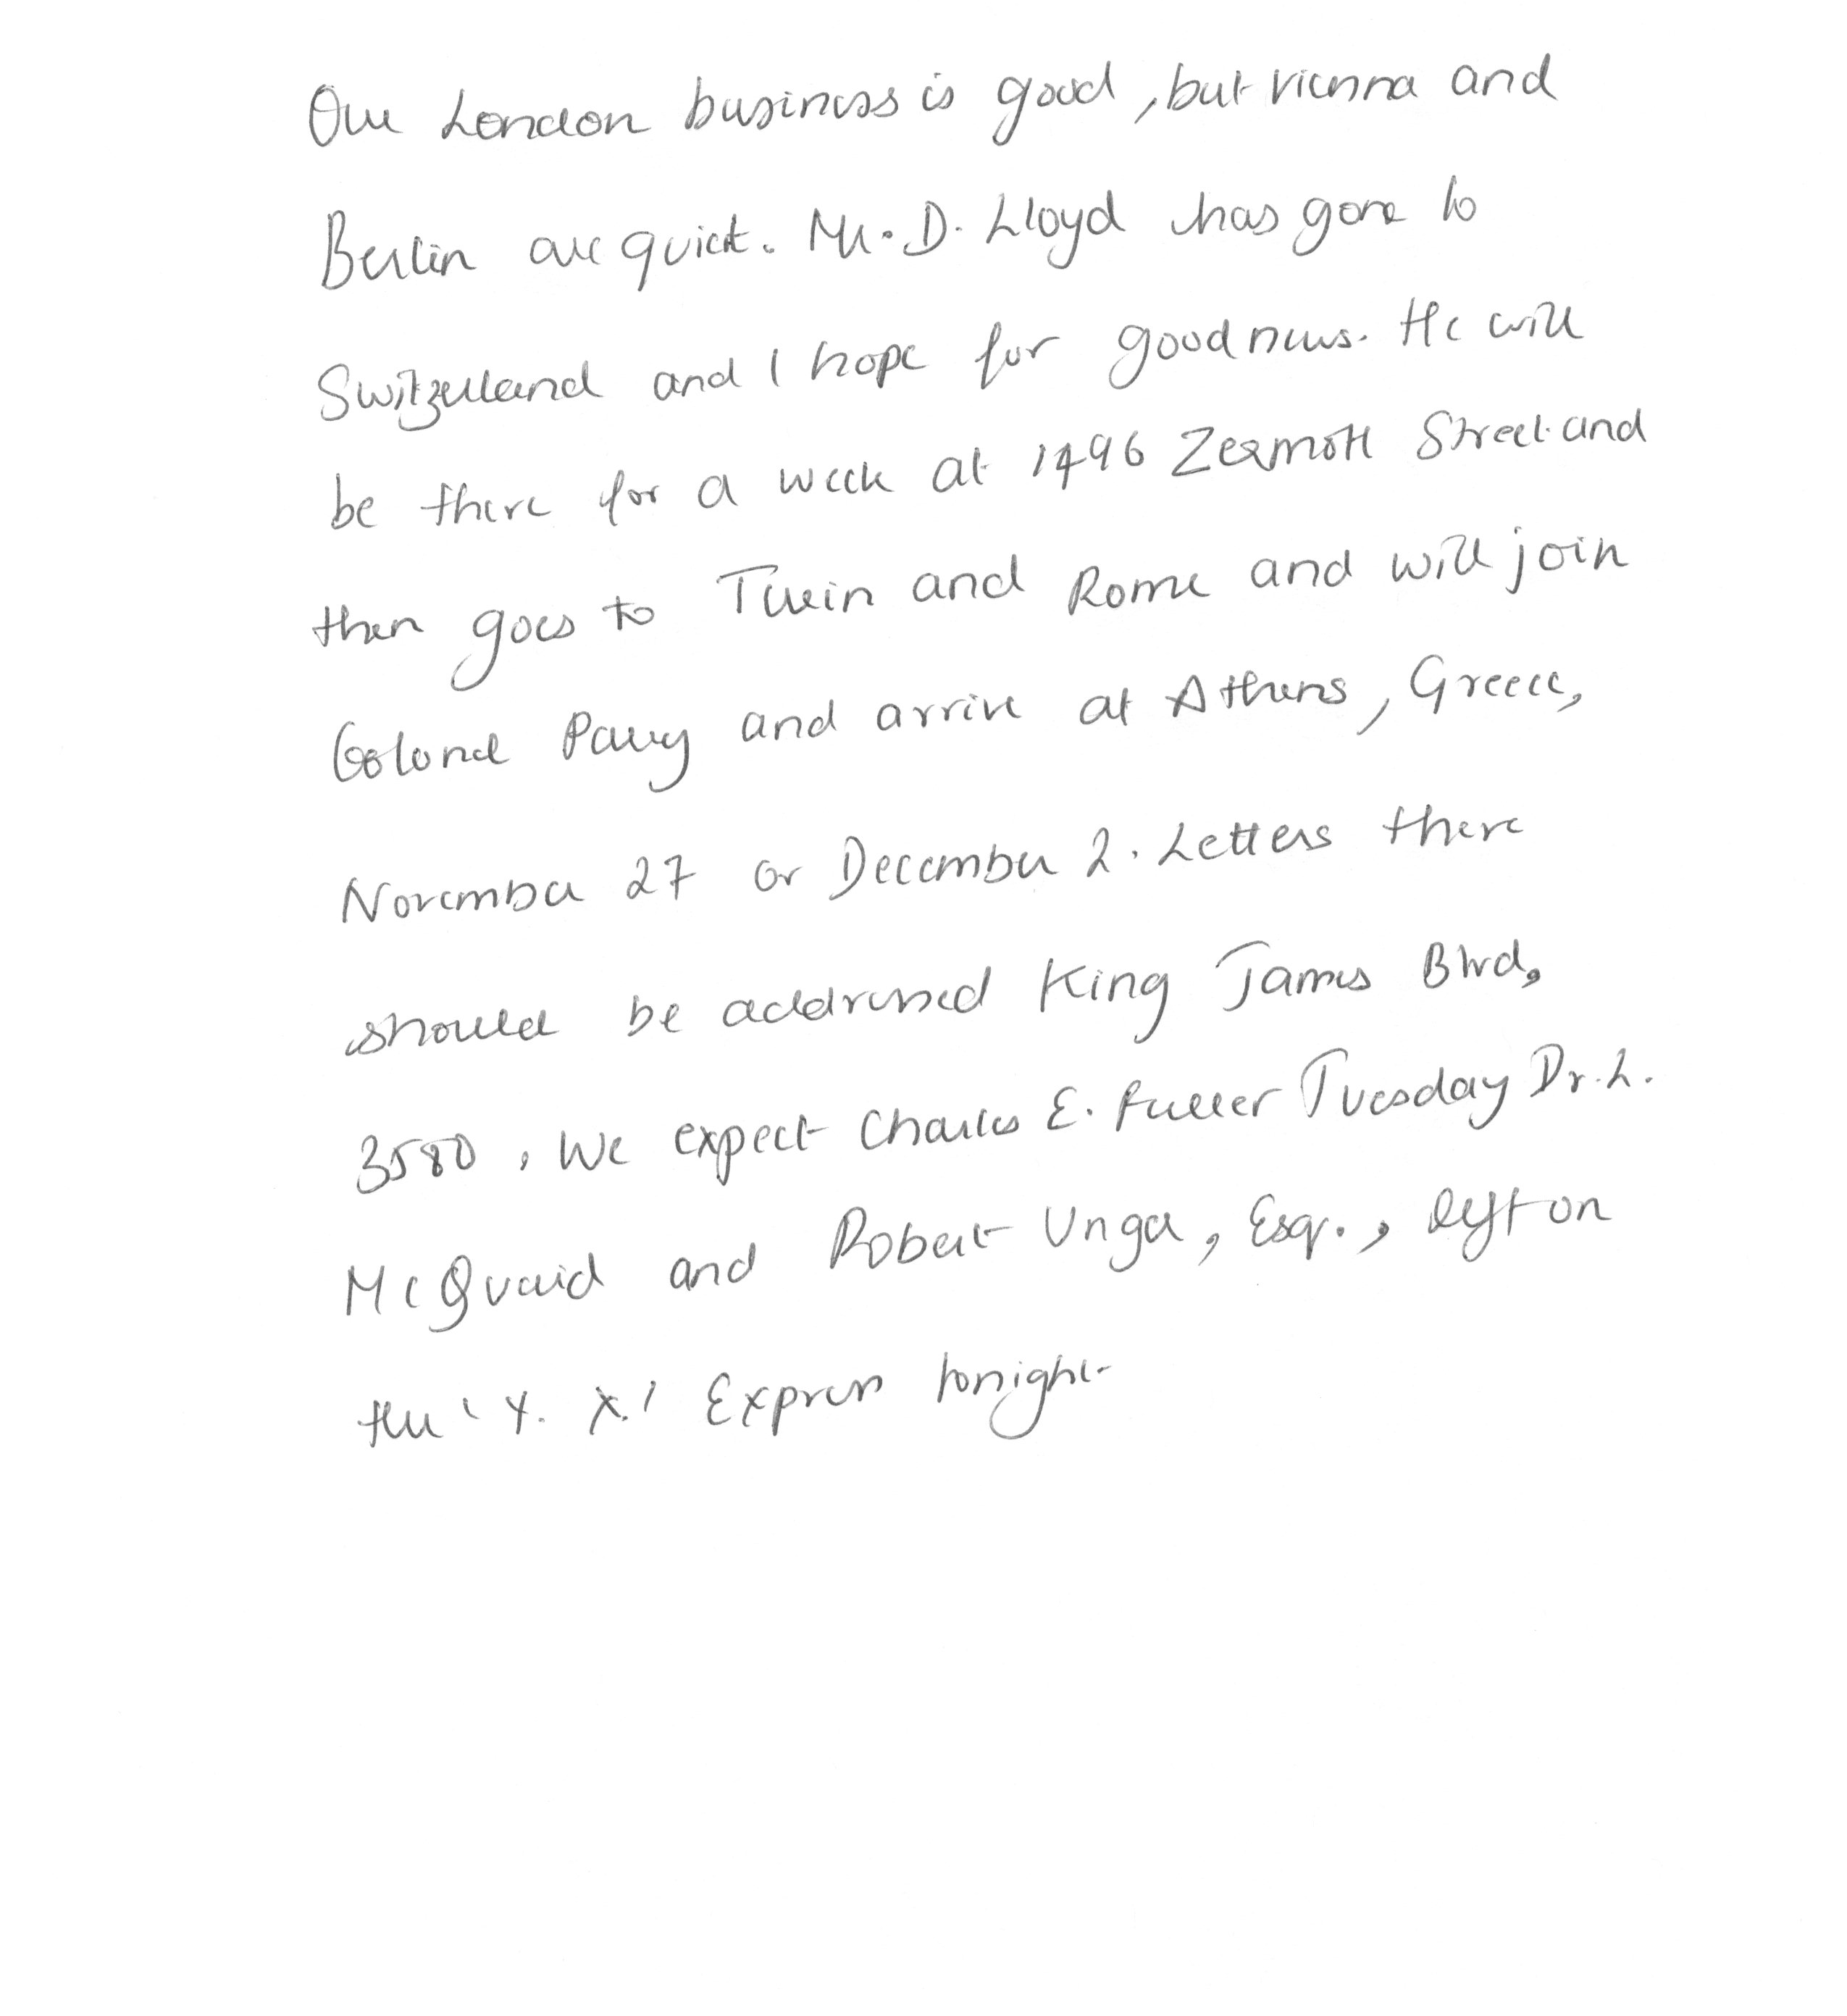 Our London business is good, but Vienna and
Berlin are quiet. Mr. D. Lloyd has gone to
Switzerland and I hope for good news. He will
be there for a week at 1496 Zermott Street and
then goes to Turin and Rome and will join
Colonel Parry and arrive at Athens, Greece,
November 27 or December 2. Letters there
should be addressed King James Blvd,
3580. We expect Charles E. Fuller Tuesday Dr. L.
McQuaid and Robert Unger, Esq., left on
the 'Y. X.' Express tonight